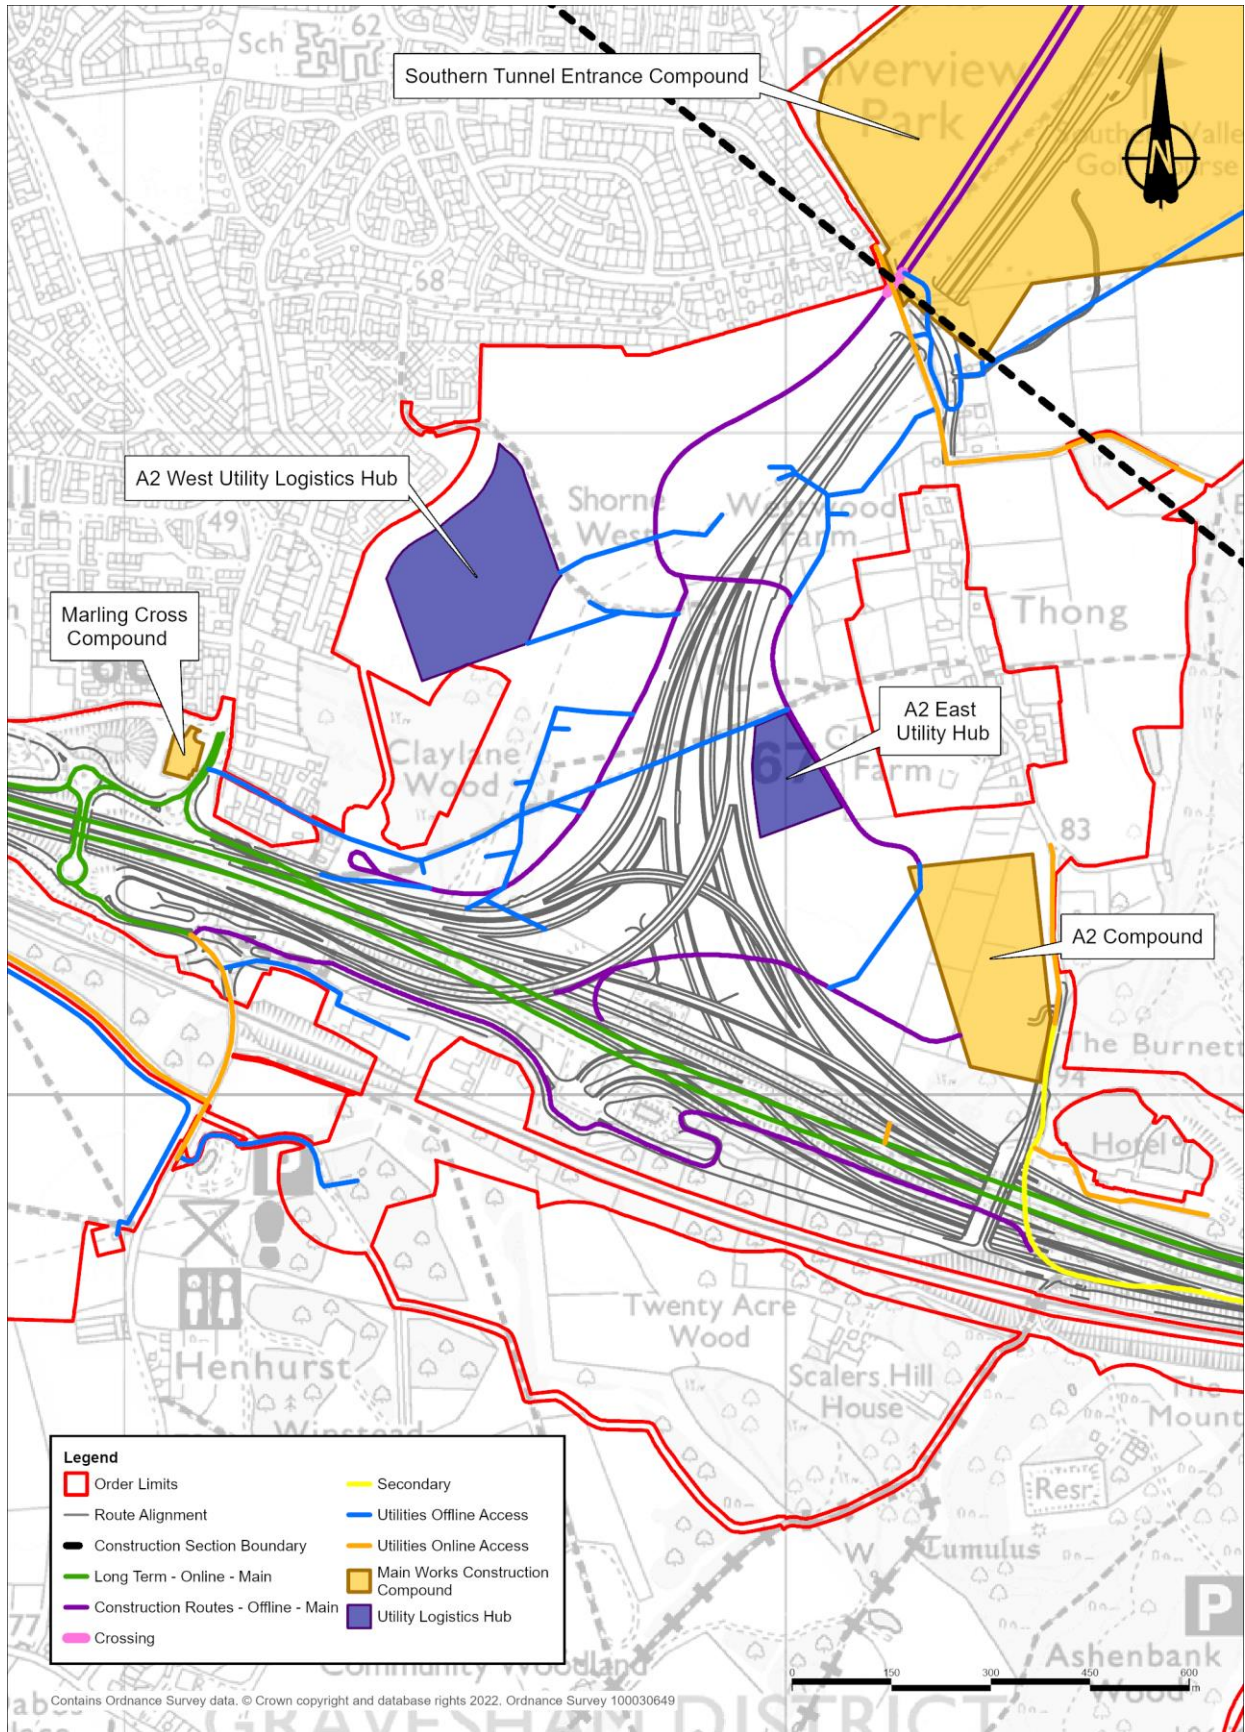 Sch
62
Southern Tunnel Entrance Compound
Riverview
Park
N
A2 West Utility Logistics Hub
49
Shorne
West
Westwood
Farm
Marling Cross
Compound
Thong
A2 East
Utility Hub
Claylane
Wood
67
Farm
83
A2 Compound
The Burnett
94
Hotel
P
Twenty Acre
Wood
Henhurst
Scalers Hill
House
The
Mount
Winstead
Legend
Order Limits
Route Alignment
Construction Section Boundary
Long Term - Online - Main
Construction Routes - Offline - Main
Crossing
Secondary
Utilities Offline Access
Utilities Online Access
Main Works Construction
Compound
Utility Logistics Hub
Resr
W
Tumulus
P
77
Community Woodland
Ashenbank
Wood
0 150 300 450 600
m
Contains Ordnance Survey data. © Crown copyright and database rights 2022. Ordnance Survey 100030649
GRAVESHAM DISTRICT